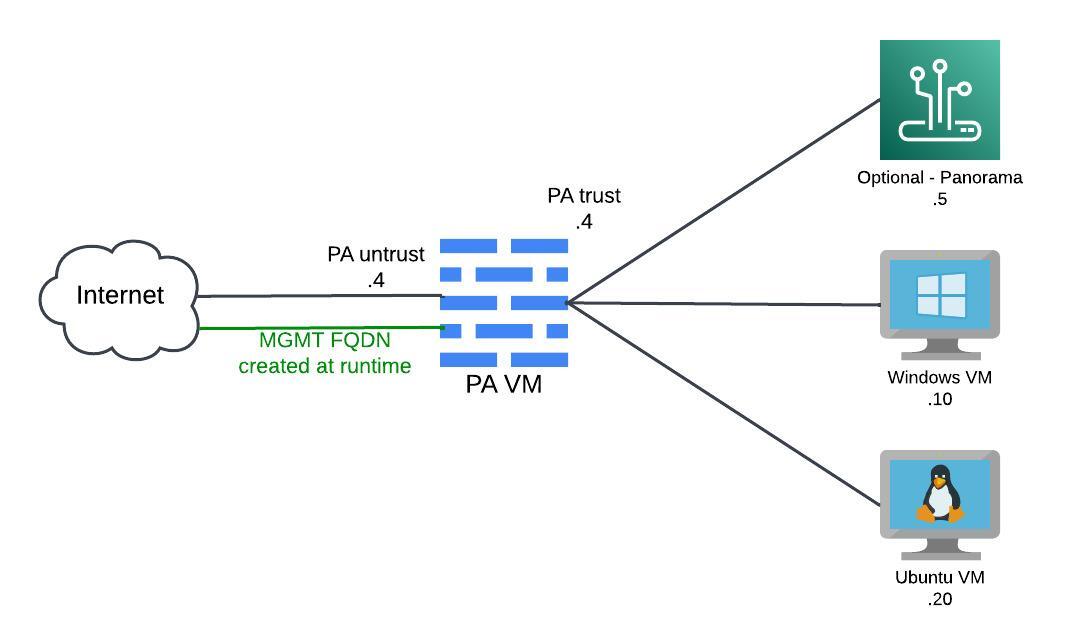 Internet
PA untrust
.4
MGMT FQDN
created at runtime
PA trust
.4
PA VM
Optional - Panorama
.5
Windows VM
.10
Ubuntu VM
.20